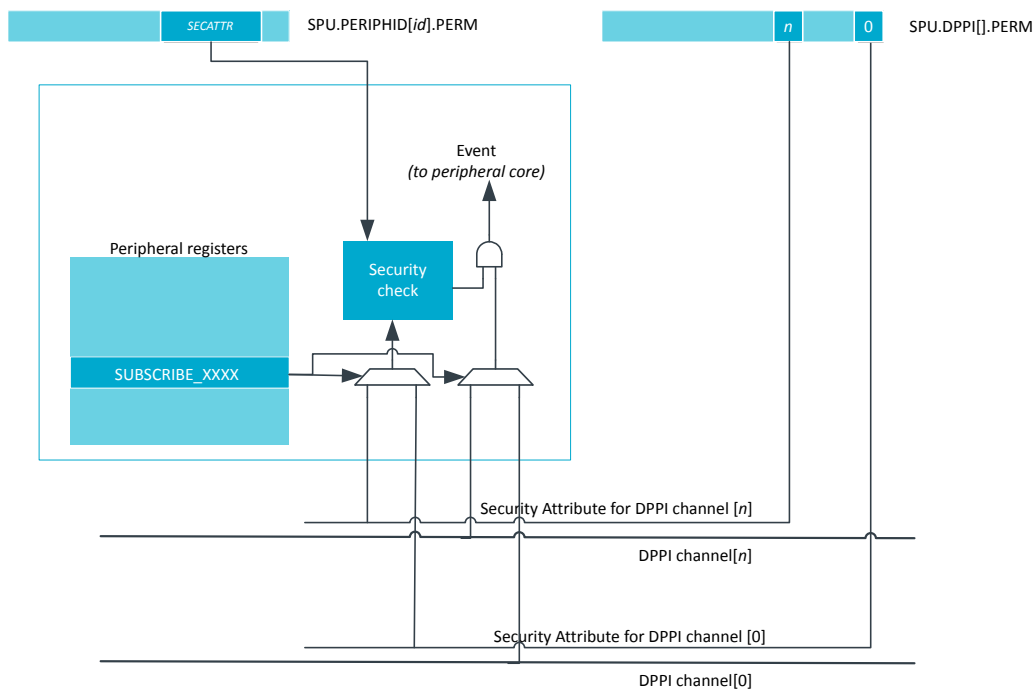 SECATTR
SPU.PERIPHID[id].PERM
n
0
SPU.DPPI[].PERM
Event
(to peripheral core)
Peripheral registers
Security
check
SUBSCRIBE_XXXX
Security Attribute for DPPI channel [n]
DPPI channel[n]
Security Attribute for DPPI channel [0]
DPPI channel[0]